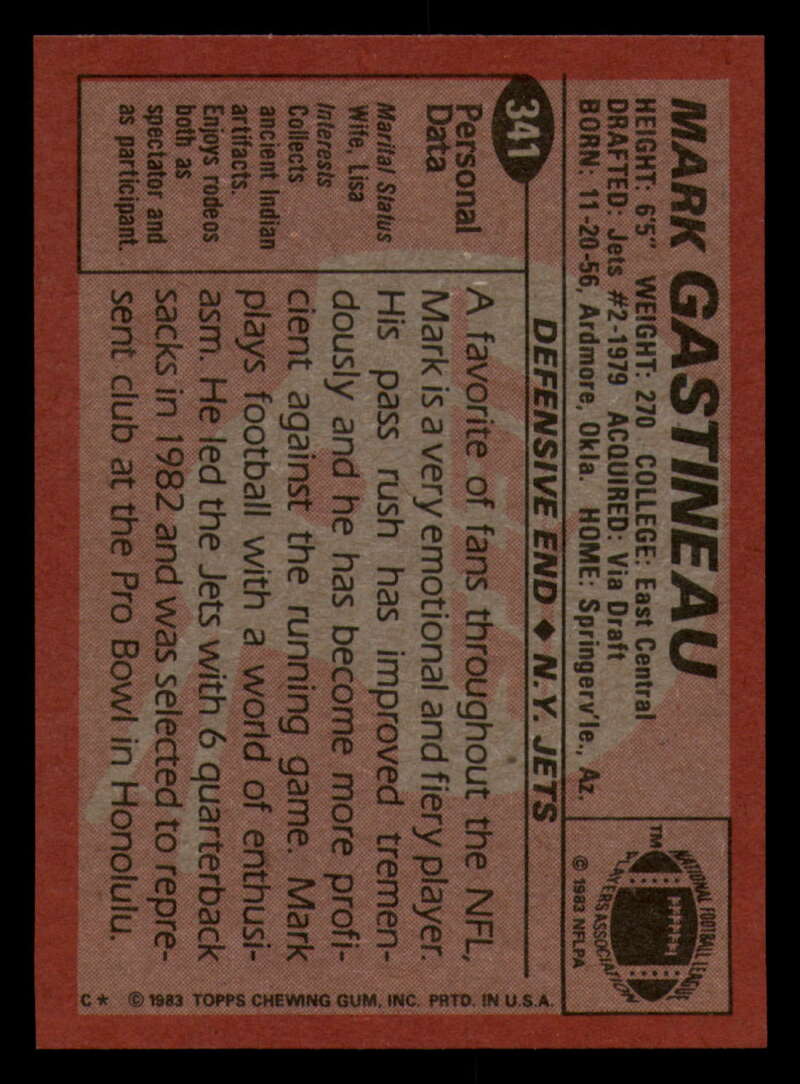 MARK GASTINEAU
HEIGHT: 6'5" WEIGHT: 270 COLLEGE: East Central
DRAFTED: Jets #2-1979 ACQUIRED: Via Draft
BORN: 11-20-56, Ardmore, Okla. HOME: Springerv'le., Az.
NATIONAL FOOTBALL LEAGUE
PLAYERS ASSOCIATION
TM
© 1983 NFLPA
341
DEFENSIVE END ◆ N.Y. JETS
Personal
Data
Marital Status
Wife, Lisa
Interests
Collects
ancient Indian
artifacts.
Enjoys rodeos
both as
spectator and
as participant.
A favorite of fans throughout the NFL,
Mark is a very emotional and fiery player.
His pass rush has improved tremen-
dously and he has become more profi-
cient against the running game. Mark
plays football with a world of enthusi-
asm. He led the Jets with 6 quarterback
sacks in 1982 and was selected to repre-
sent club at the Pro Bowl in Honolulu.
C* © 1983 TOPPS CHEWING GUM, INC. PRTD. IN U.S.A.